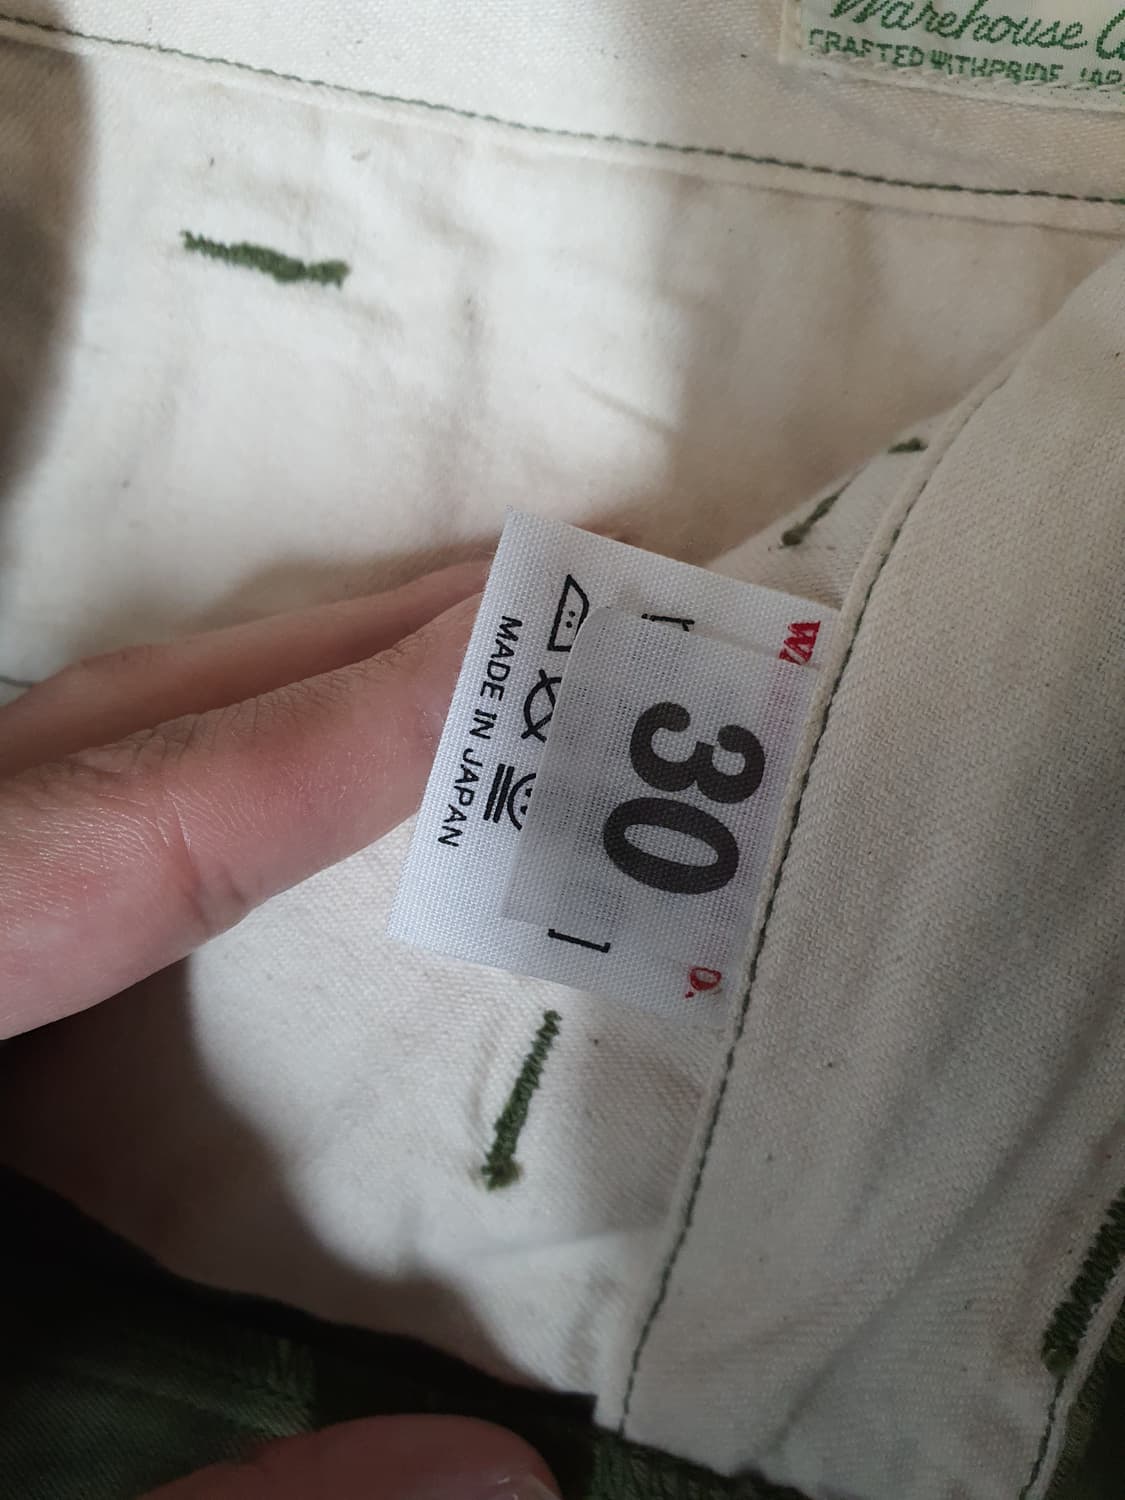 Warehouse
CRAFTED WITH PRIDE
30
]
MADE IN JAPAN